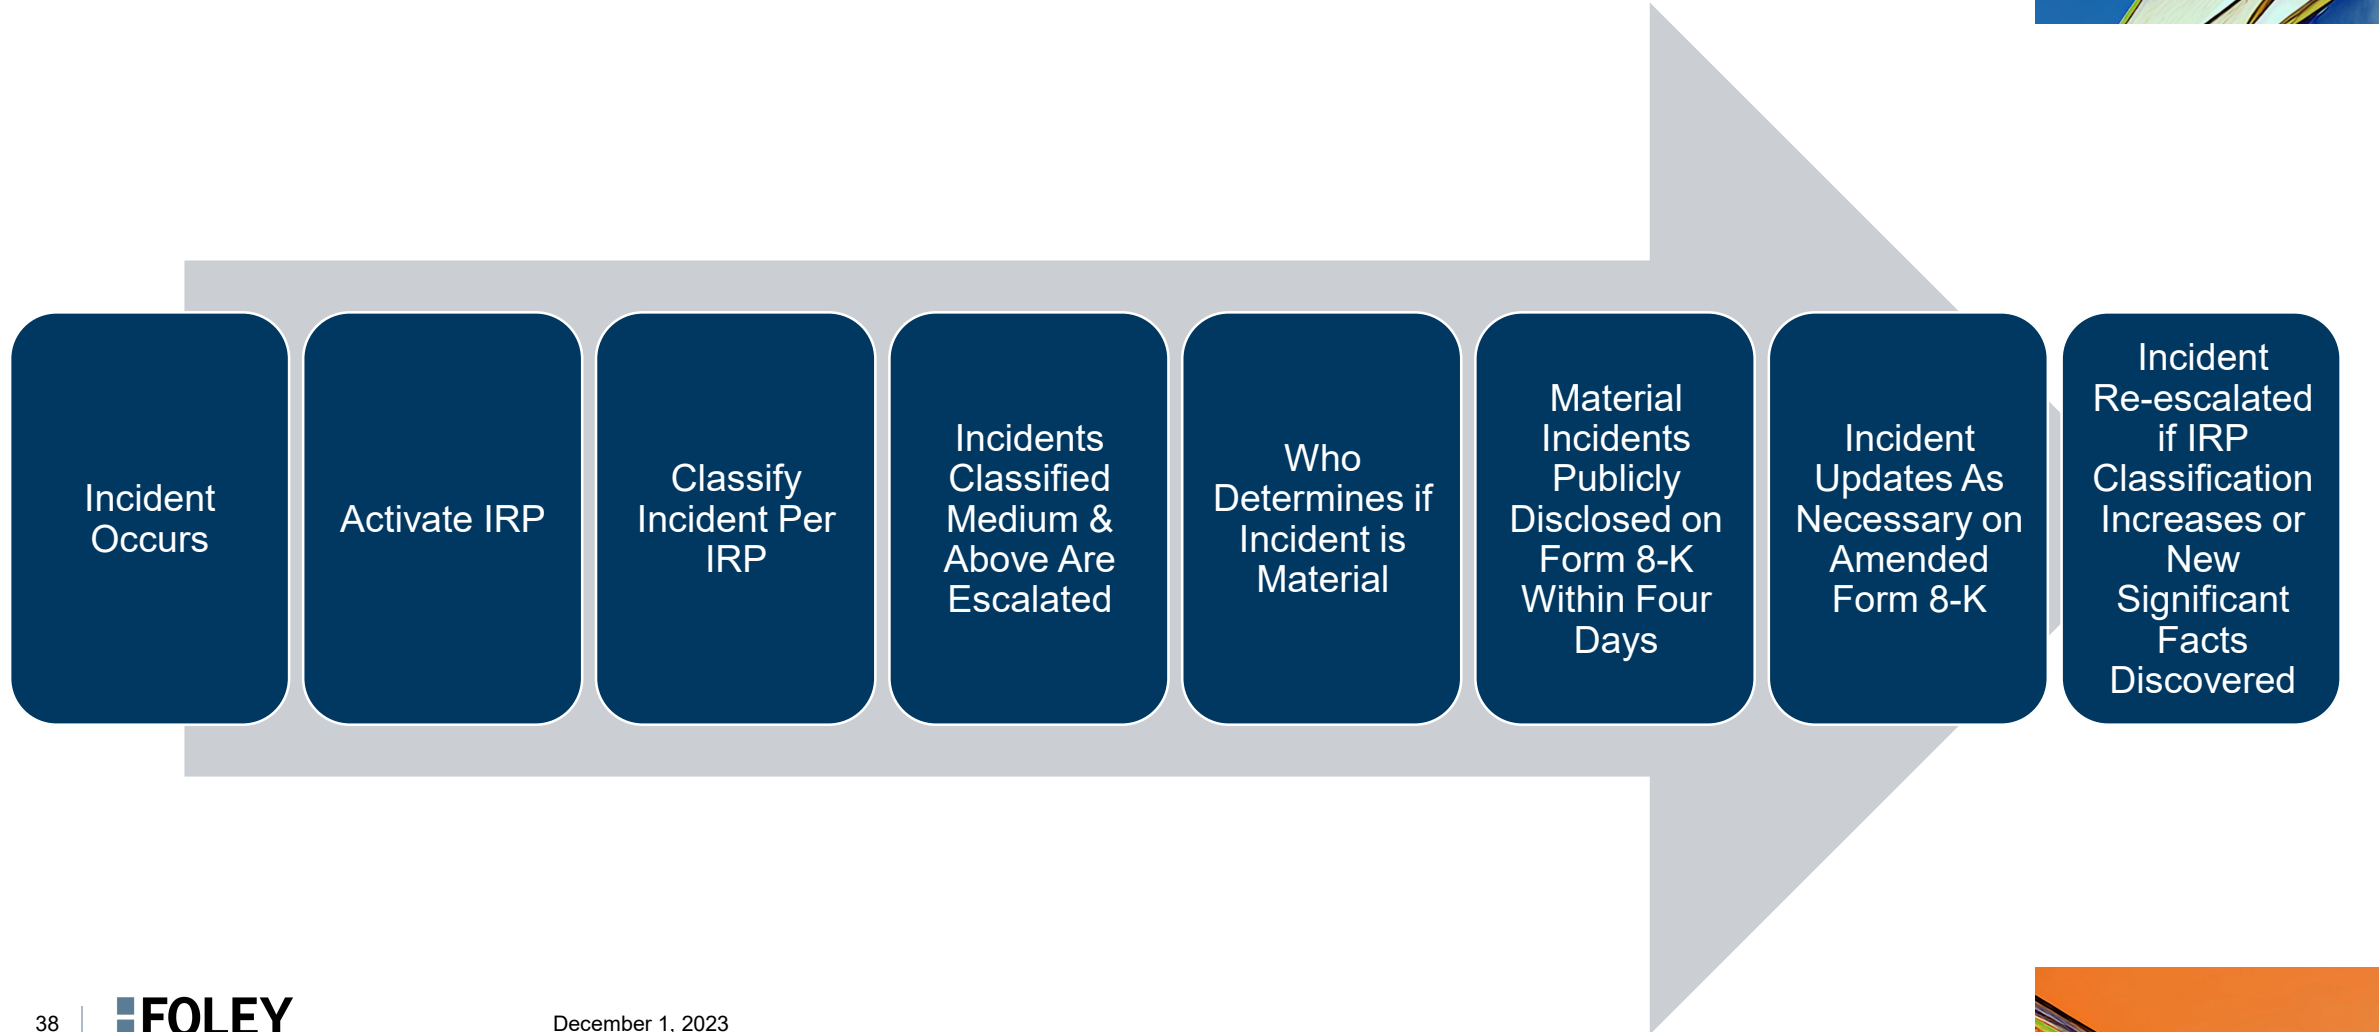 Incident
Occurs
Activate IRP
Classify
Incident Per
IRP
Incidents
Classified
Medium &
Above Are
Escalated
Who
Determines if
Incident is
Material
Material
Incidents
Publicly
Disclosed on
Form 8-K
Within Four
Days
Incident
Updates As
Necessary on
Amended
Form 8-K
Incident
Re-escalated
if IRP
Classification
Increases or
New
Significant
Facts
Discovered
38
FOLEY
December 1, 2023